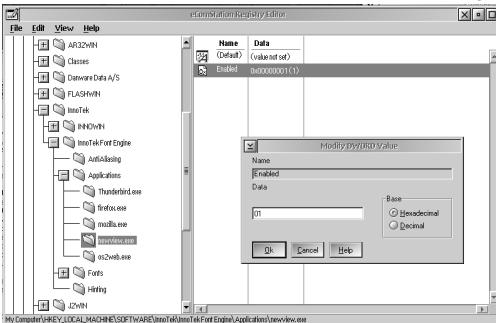 eComStation Registry Editor
File Edit View Help
AR32WIN
Classes
Danware Data A/S
FLASHWIN
InnoTek
INNOWIN
InnoTek Font Engine
AntiAliasing
Applications
Thunderbird.exe
firefox.exe
mozilla.exe
newview.exe
os2web.exe
Fonts
Hinting
J2WIN
Name Data
(Default) (value not set)
Enabled 0x00000001 (1)
Modify DWORD Value
Name
Enabled
Data
01
Base
Hexadecimal
Decimal
Ok Cancel Help
My Computer\HKEY_LOCAL_MACHINE\SOFTWARE\InnoTek\InnoTek Font Engine\Applications\newview.exe